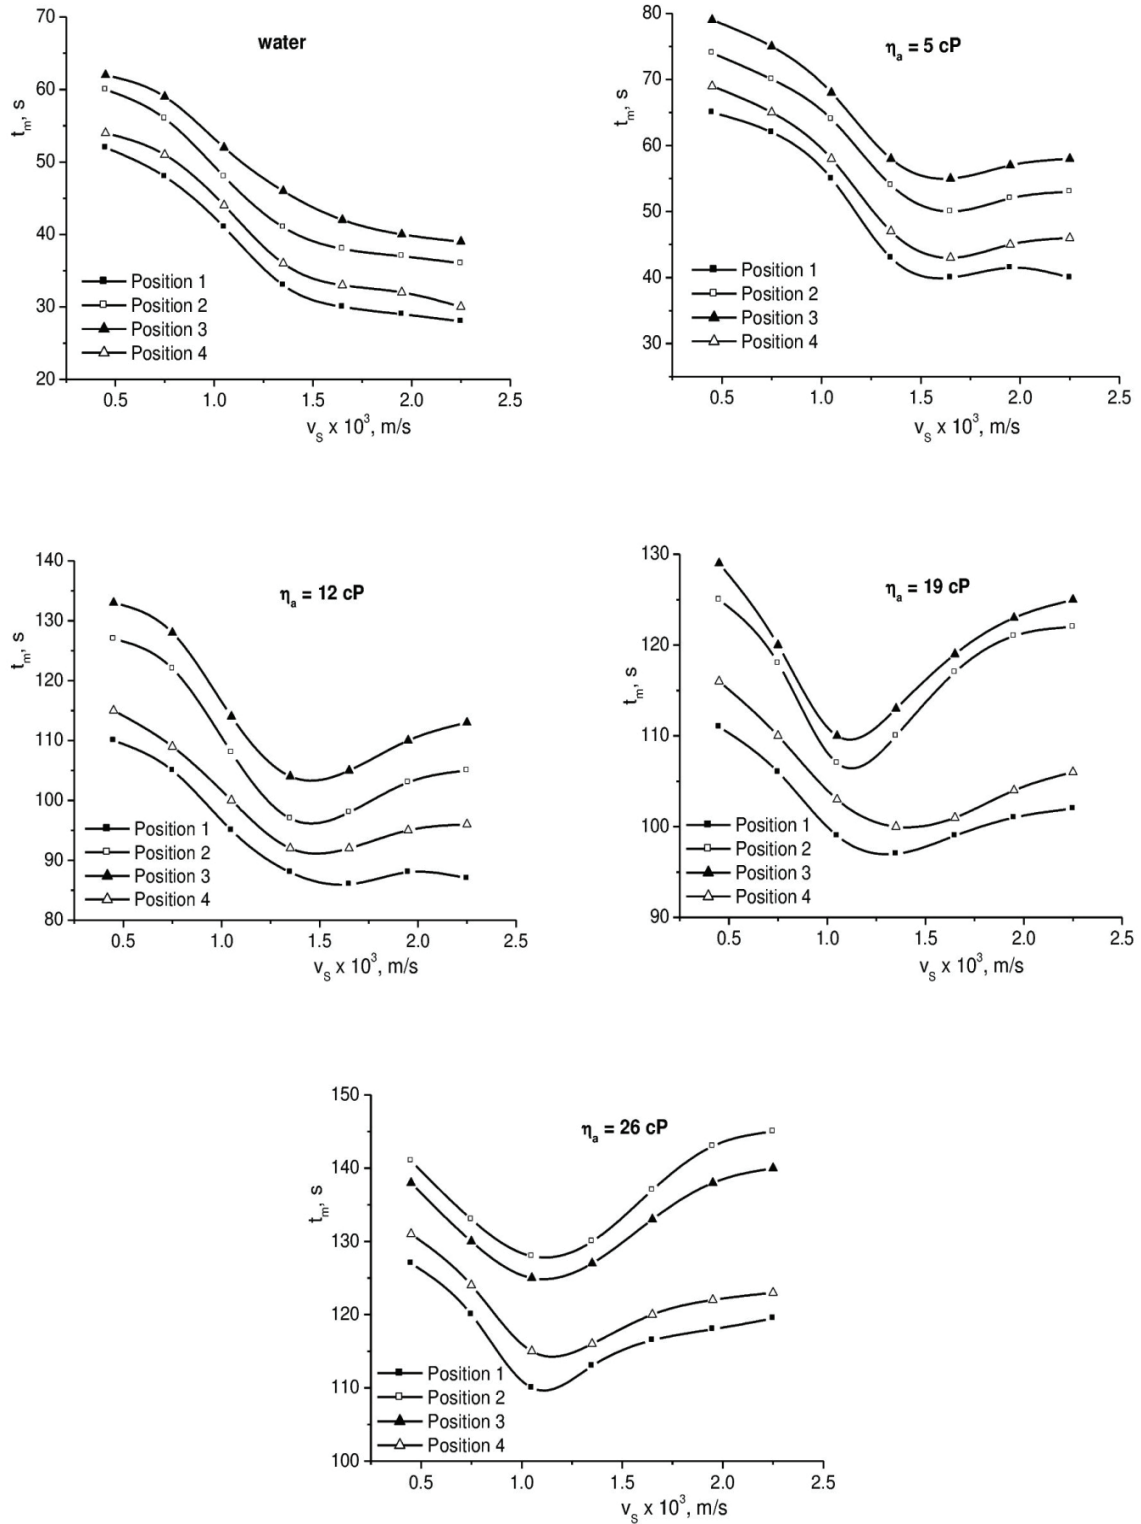 water
70
60
50
40
30
20
t_m, s
Position 1
Position 2
Position 3
Position 4
0.5 1.0 1.5 2.0 2.5
v_S x 10^3, m/s
η_a = 5 cP
80
70
60
50
40
30
t_m, s
Position 1
Position 2
Position 3
Position 4
0.5 1.0 1.5 2.0 2.5
v_S x 10^3, m/s
η_a = 12 cP
140
130
120
110
100
90
80
t_m, s
Position 1
Position 2
Position 3
Position 4
0.5 1.0 1.5 2.0 2.5
v_S x 10^3, m/s
η_a = 19 cP
130
120
110
100
90
t_m, s
Position 1
Position 2
Position 3
Position 4
0.5 1.0 1.5 2.0 2.5
v_S x 10^3, m/s
η_a = 26 cP
150
140
130
120
110
100
t_m, s
Position 1
Position 2
Position 3
Position 4
0.5 1.0 1.5 2.0 2.5
v_S x 10^3, m/s